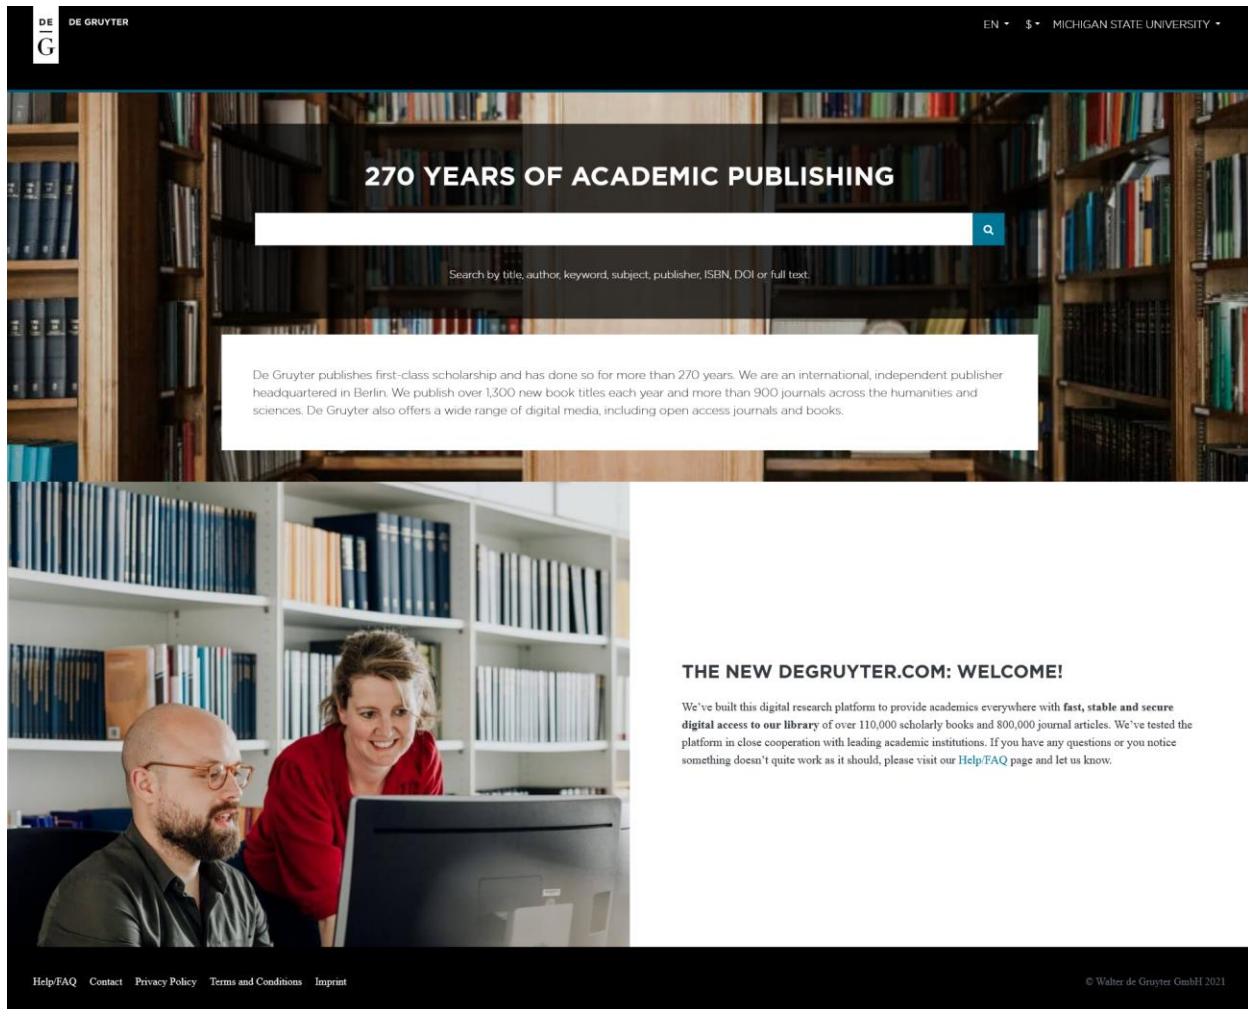 DE
G
DE GRUYTER
EN
$
MICHIGAN STATE UNIVERSITY
270 YEARS OF ACADEMIC PUBLISHING
Search by title, author, keyword, subject, publisher, ISBN, DOI or full text.
De Gruyter publishes first-class scholarship and has done so for more than 270 years. We are an international, independent publisher
headquartered in Berlin. We publish over 1,300 new book titles each year and more than 900 journals across the humanities and
sciences. De Gruyter also offers a wide range of digital media, including open access journals and books.
THE NEW DEGRUYTER.COM: WELCOME!
We've built this digital research platform to provide academics everywhere with fast, stable and secure
digital access to our library of over 110,000 scholarly books and 800,000 journal articles. We've tested the
platform in close cooperation with leading academic institutions. If you have any questions or you notice
something doesn't quite work as it should, please visit our Help/FAQ page and let us know.
Help/FAQ Contact Privacy Policy Terms and Conditions Imprint
© Walter de Gruyter GmbH 2021